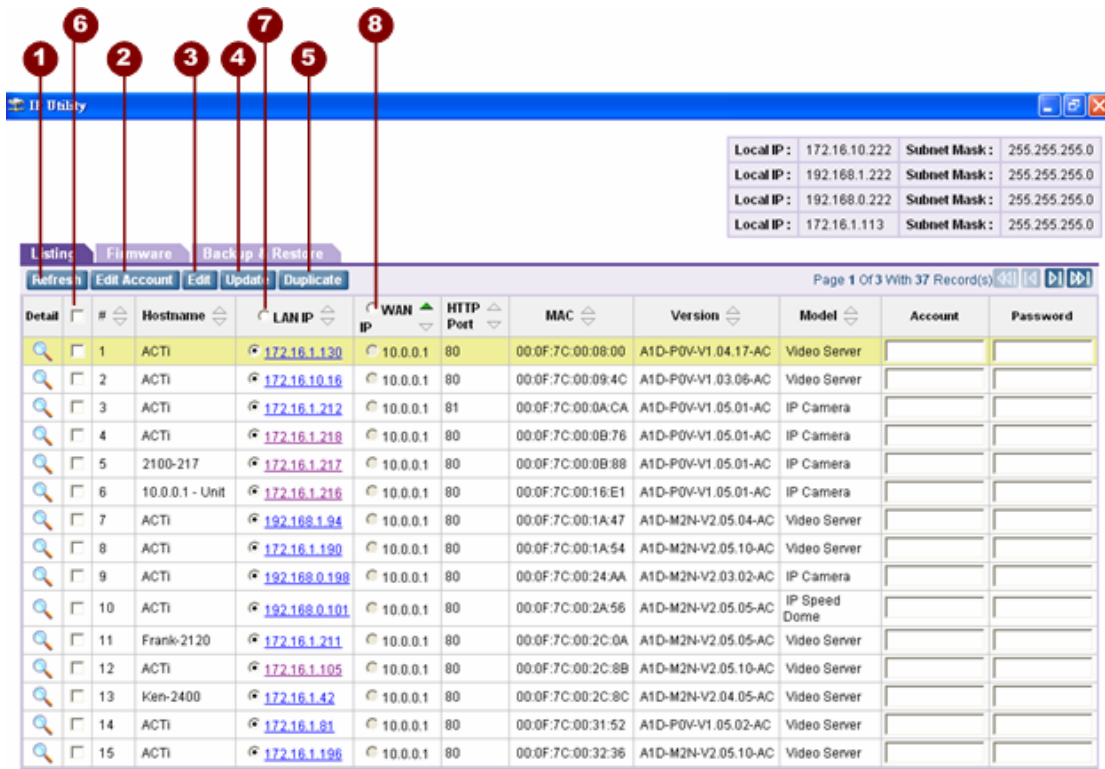 6 7 8
1 2 3 4 5
IP Utility
Local IP : 172.16.10.222 Subnet Mask : 255.255.255.0
Local IP : 192.168.1.222 Subnet Mask : 255.255.255.0
Local IP : 192.168.0.222 Subnet Mask : 255.255.255.0
Local IP : 172.16.1.113 Subnet Mask : 255.255.255.0
Listing Firmware Backup & Restore
Refresh Edit Account Edit Update Duplicate Page 1 Of 3 With 37 Record(s)
Detail # Hostname LAN IP WAN IP HTTP Port MAC Version Model Account Password
1 ACTi 172.16.1.130 10.0.0.1 80 00:0F:7C:00:08:00 A1D-P0V-V1.04.17-AC Video Server
2 ACTi 172.16.10.16 10.0.0.1 80 00:0F:7C:00:09:4C A1D-P0V-V1.03.06-AC Video Server
3 ACTi 172.16.1.212 10.0.0.1 81 00:0F:7C:00:0A:CA A1D-P0V-V1.05.01-AC IP Camera
4 ACTi 172.16.1.218 10.0.0.1 80 00:0F:7C:00:0B:76 A1D-P0V-V1.05.01-AC IP Camera
5 2100-217 172.16.1.217 10.0.0.1 80 00:0F:7C:00:0B:88 A1D-P0V-V1.05.01-AC IP Camera
6 10.0.0.1 - Unit 172.16.1.216 10.0.0.1 80 00:0F:7C:00:16:E1 A1D-P0V-V1.05.01-AC IP Camera
7 ACTi 192.168.1.94 10.0.0.1 80 00:0F:7C:00:1A:47 A1D-M2N-V2.05.04-AC Video Server
8 ACTi 172.16.1.190 10.0.0.1 80 00:0F:7C:00:1A:54 A1D-M2N-V2.05.10-AC Video Server
9 ACTi 192.168.0.198 10.0.0.1 80 00:0F:7C:00:24:AA A1D-M2N-V2.03.02-AC IP Camera
10 ACTi 192.168.0.101 10.0.0.1 80 00:0F:7C:00:2A:56 A1D-M2N-V2.05.05-AC IP Speed Dome
11 Frank-2120 172.16.1.211 10.0.0.1 80 00:0F:7C:00:2C:0A A1D-M2N-V2.05.05-AC Video Server
12 ACTi 172.16.1.105 10.0.0.1 80 00:0F:7C:00:2C:8B A1D-M2N-V2.05.10-AC Video Server
13 Ken-2400 172.16.1.42 10.0.0.1 80 00:0F:7C:00:2C:8C A1D-M2N-V2.04.05-AC Video Server
14 ACTi 172.16.1.81 10.0.0.1 80 00:0F:7C:00:31:52 A1D-P0V-V1.05.02-AC Video Server
15 ACTi 172.16.1.196 10.0.0.1 80 00:0F:7C:00:32:36 A1D-M2N-V2.05.10-AC Video Server